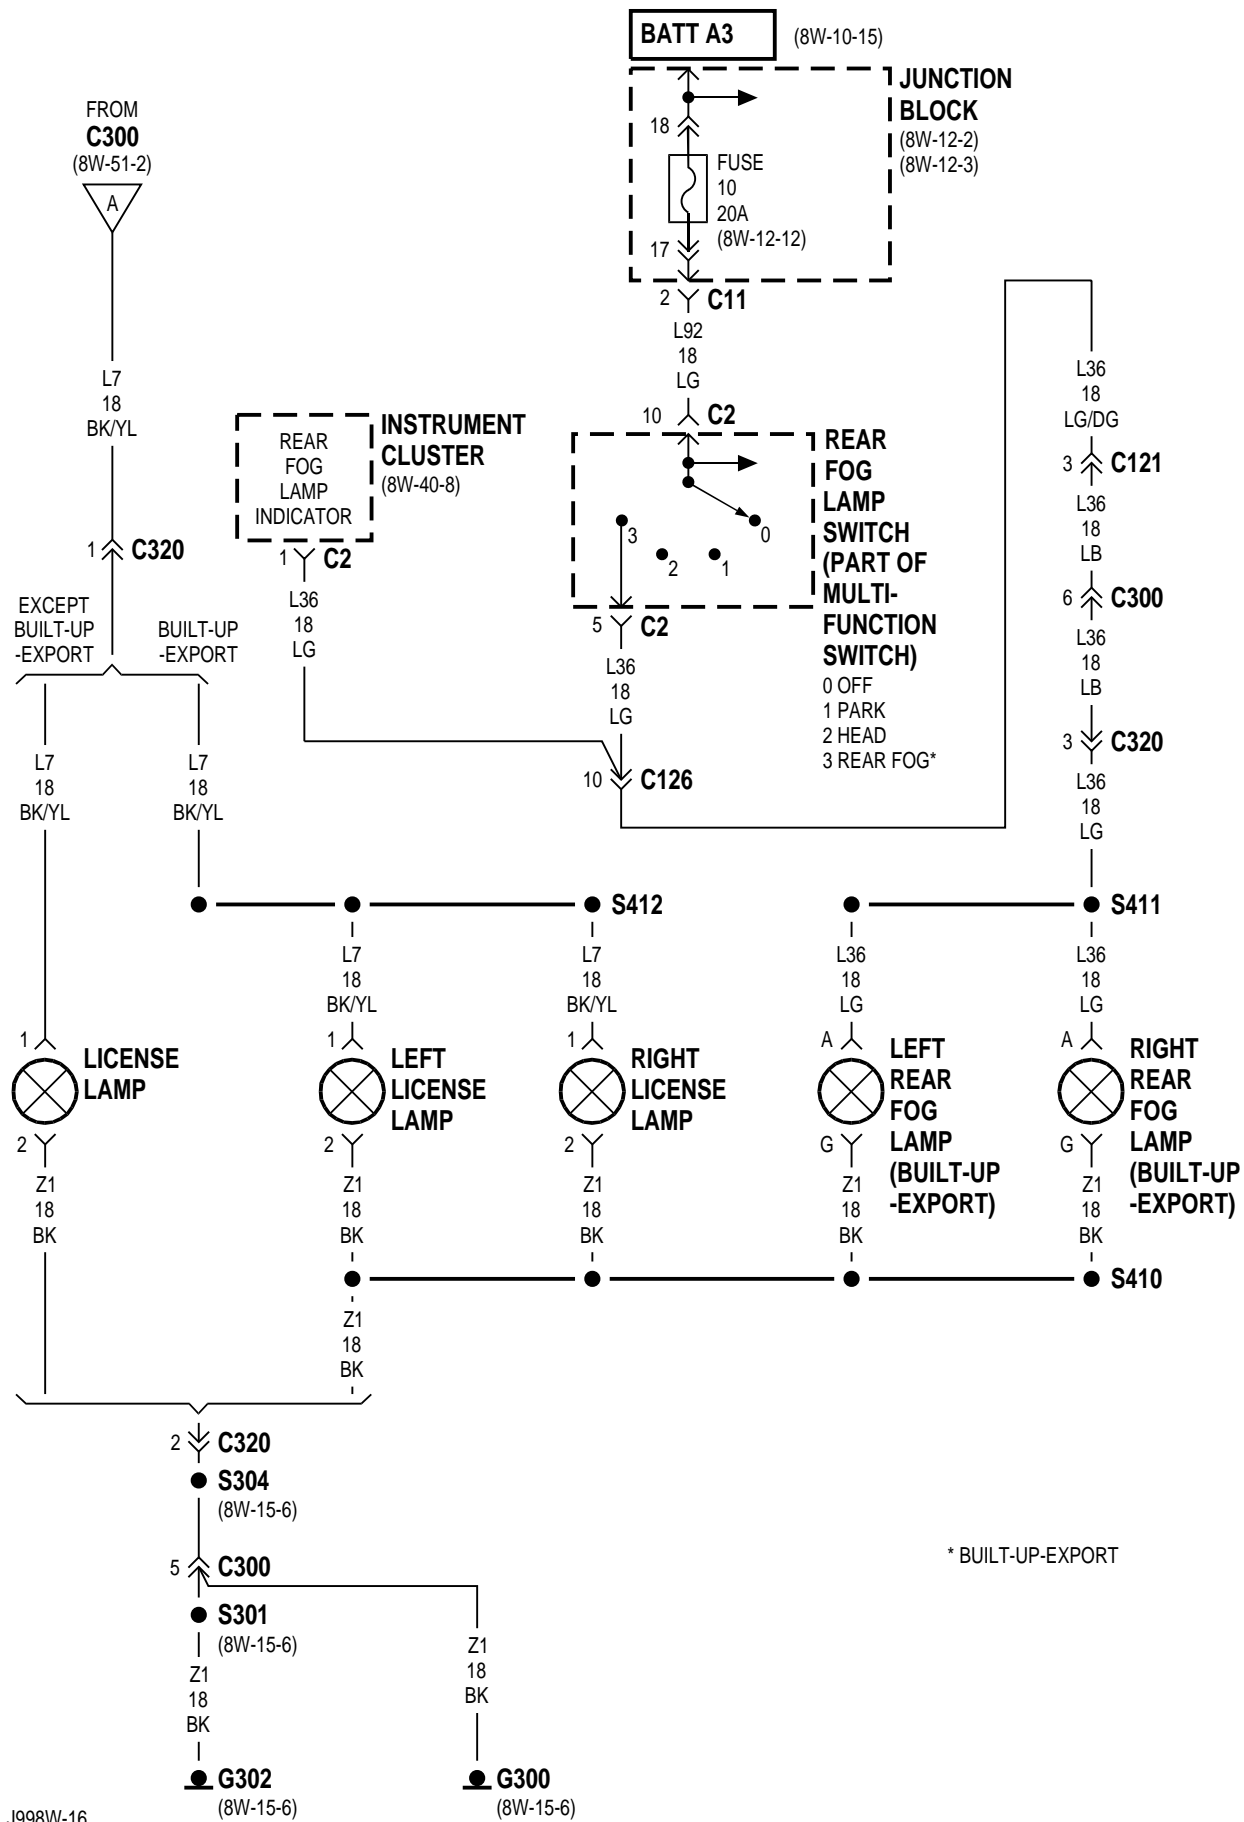 BATT A3
(8W-10-15)
JUNCTION
BLOCK
(8W-12-2)
(8W-12-3)
18
FUSE
10
20A
(8W-12-12)
17
2
C11
L92
18
LG
10
C2
FROM
C300
(8W-51-2)
A
L7
18
BK/YL
1
C320
EXCEPT
BUILT-UP
-EXPORT
BUILT-UP
-EXPORT
L7
18
BK/YL
L7
18
BK/YL
REAR
FOG
LAMP
INDICATOR
INSTRUMENT
CLUSTER
(8W-40-8)
1
C2
L36
18
LG
REAR
FOG
LAMP
SWITCH
(PART OF
MULTI-
FUNCTION
SWITCH)
0 OFF
1 PARK
2 HEAD
3 REAR FOG*
3
2
1
0
5
C2
L36
18
LG
10
C126
L36
18
LG/DG
3
C121
L36
18
LB
6
C300
L36
18
LB
3
C320
L36
18
LG
S412
S411
L7
18
BK/YL
L7
18
BK/YL
L36
18
LG
L36
18
LG
1
LICENSE
LAMP
2
1
LEFT
LICENSE
LAMP
2
1
RIGHT
LICENSE
LAMP
2
A
LEFT
REAR
FOG
LAMP
(BUILT-UP
-EXPORT)
G
A
RIGHT
REAR
FOG
LAMP
(BUILT-UP
-EXPORT)
G
Z1
18
BK
Z1
18
BK
Z1
18
BK
Z1
18
BK
Z1
18
BK
S410
Z1
18
BK
2
C320
S304
(8W-15-6)
5
C300
S301
(8W-15-6)
Z1
18
BK
Z1
18
BK
G302
(8W-15-6)
G300
(8W-15-6)
* BUILT-UP-EXPORT
J998W-16